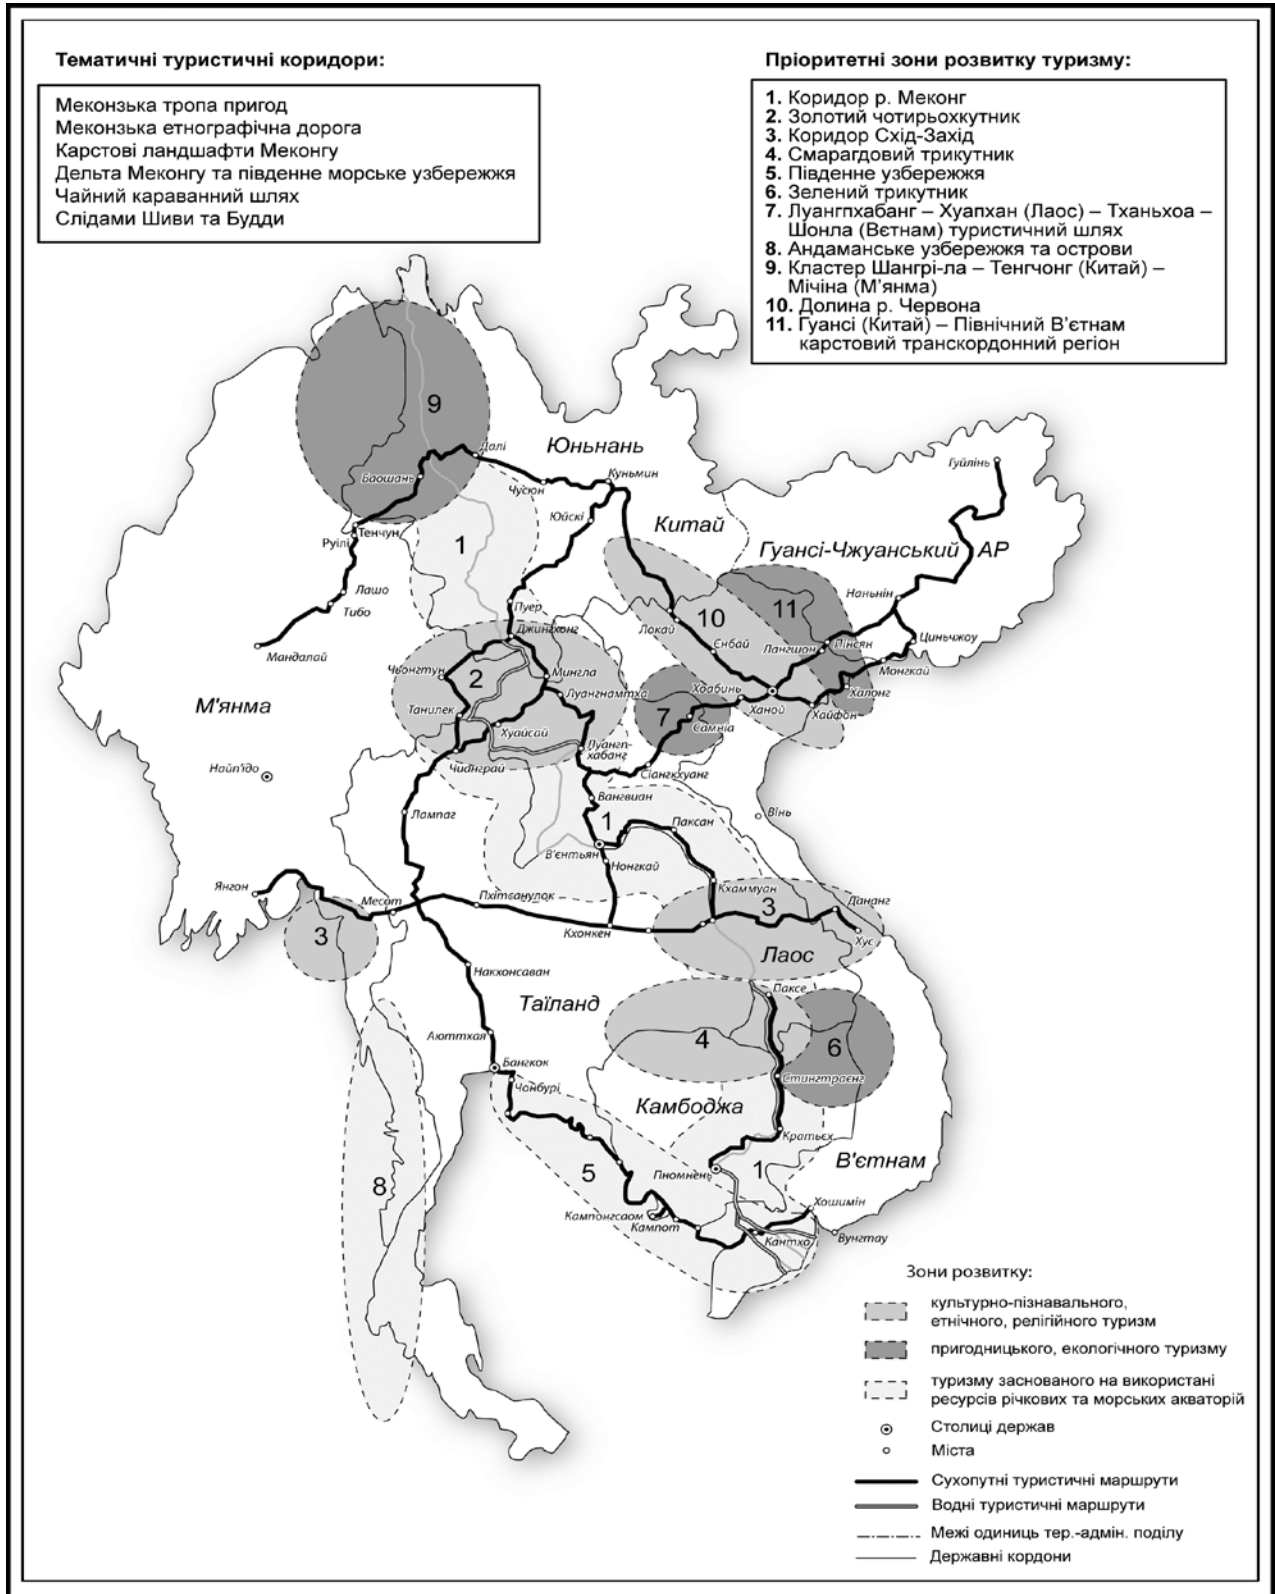 Тематичні туристичні коридори:
Меконзька тропа пригод
Меконзька етнографічна дорога
Карстові ландшафти Меконгу
Дельта Меконгу та південне морське узбережжя
Чайний караванний шлях
Слідами Шиви та Будди
Пріоритетні зони розвитку туризму:
1. Коридор р. Меконг
2. Золотий чотирьохкутник
3. Коридор Схід-Захід
4. Смарагдовий трикутник
5. Південне узбережжя
6. Зелений трикутник
7. Луангпхабанг – Хуапхан (Лаос) – Тханьхоа –
Шонла (Вєтнам) туристичний шлях
8. Андаманське узбережжя та острови
9. Кластер Шангрі-ла – Тенгчонг (Китай) –
Мічіна (М'янма)
10. Долина р. Червона
11. Гуансі (Китай) – Північний В'єтнам
карстовий транскордонний регіон
9
Юньнань
Далі
Баошань
Чусюн
Куньмин
Гуйлінь
Юйскі
Китай
Тенчун
Руілі
1
Гуансі-Чжуанський АР
Лашо
Тибо
Пуер
Наньнін
11
10
Джингхонг
Локай
Єнбай
Лангшон
Пінсян
Циньчжоу
Мандалай
Монгкай
Чьонгтун
2
Мингла
Луангнамтха
Хоабинь
Халонг
М'янма
Танилек
7
Самніа
Ханой
Хайфон
Хуайсай
Луангп-
хабанг
Чианграй
Сіангкхуанг
Найп'їдо
Вангвиан
Лампаг
1
Паксан
Вінь
В'єнтьян
Нонгкай
Янгон
Месот
Пхітсанулок
Кхаммуан
3
Дананг
3
Кхонкен
Хуе
Лаос
Накхонсаван
Таїланд
Паксе
Аюттхая
4
6
Бангкок
Чонбурі
Стингтраєнг
Камбоджа
Кратьєх
В'єтнам
5
Пномпень
1
8
Хошимін
Кампонгсаом
Кампот
Кантхо
Вунгтау
Зони розвитку:
культурно-пізнавального,
етнічного, релігійного туризм
пригодницького, екологічного туризму
туризму заснованого на використані
ресурсів річкових та морських акваторій
Столиці держав
Міста
Сухопутні туристичні маршрути
Водні туристичні маршрути
Межі одиниць тер.-адмін. поділу
Державні кордони